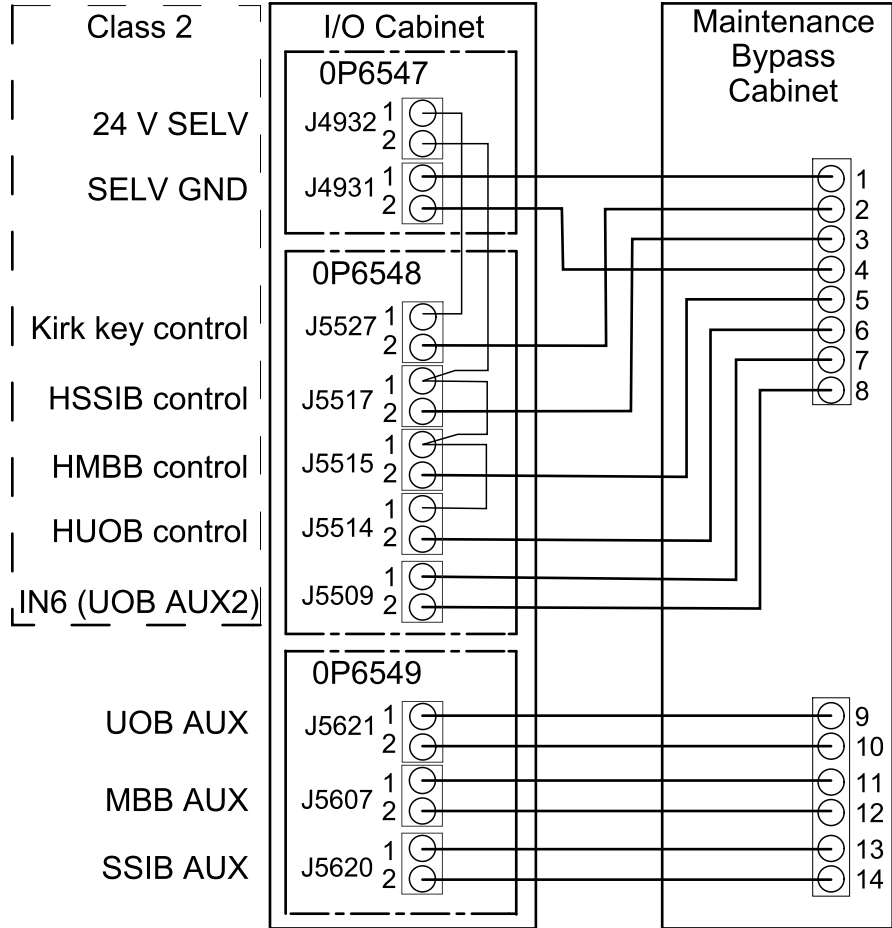 Class 2
24 V SELV
SELV GND
Kirk key control
HSSIB control
HMBB control
HUOB control
IN6 (UOB AUX2)
UOB AUX
MBB AUX
SSIB AUX
I/O Cabinet
0P6547
J4932 1
2
J4931 1
2
0P6548
J5527 1
2
J5517 1
2
J5515 1
2
J5514 1
2
J5509 1
2
0P6549
J5621 1
2
J5607 1
2
J5620 1
2
Maintenance
Bypass
Cabinet
1
2
3
4
5
6
7
8
9
10
11
12
13
14